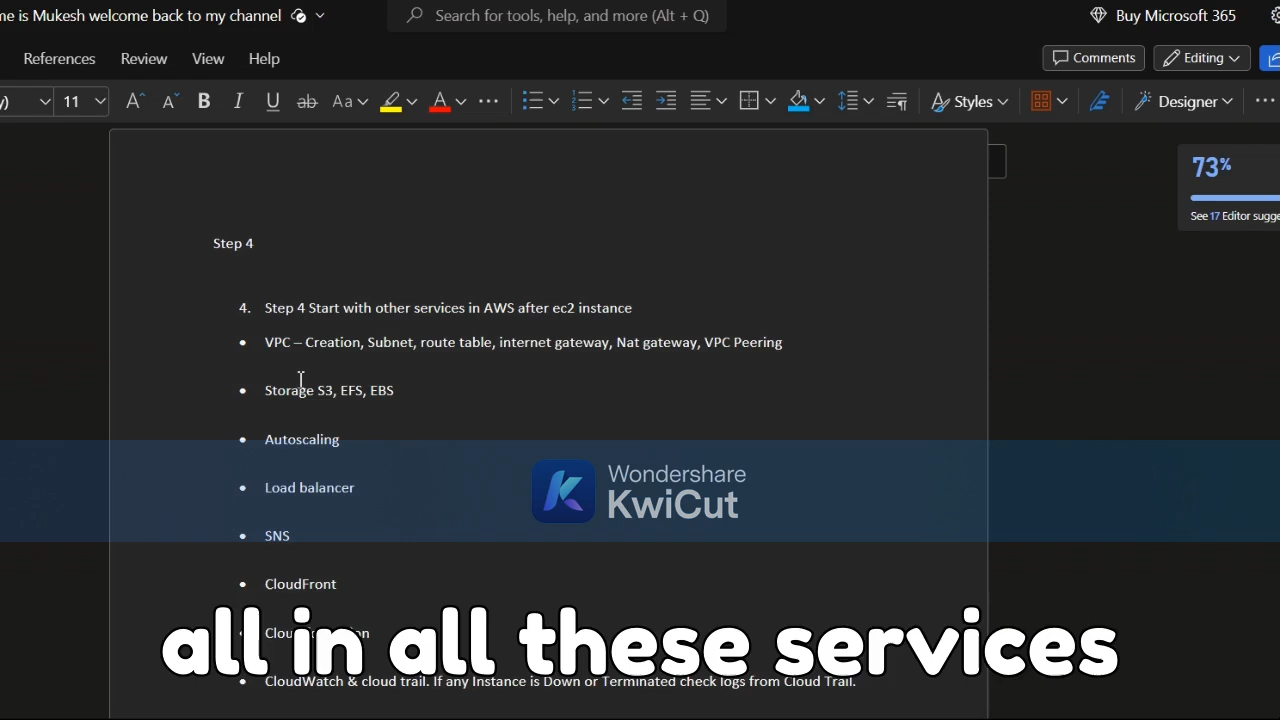 me is Mukesh welcome back to my channel
Search for tools, help, and more (Alt + Q)
Buy Microsoft 365
References Review View Help
Comments Editing
y) 11 A A B I U ab Aa A Styles Designer
73%
See 17 Editor sugge
Step 4
4. Step 4 Start with other services in AWS after ec2 instance
• VPC – Creation, Subnet, route table, internet gateway, Nat gateway, VPC Peering
• Storage S3, EFS, EBS
• Autoscaling
• Load balancer
Wondershare
KwiCut
• SNS
• CloudFront
all in all these services
• CloudWatch & cloud trail. If any Instance is Down or Terminated check logs from Cloud Trail.